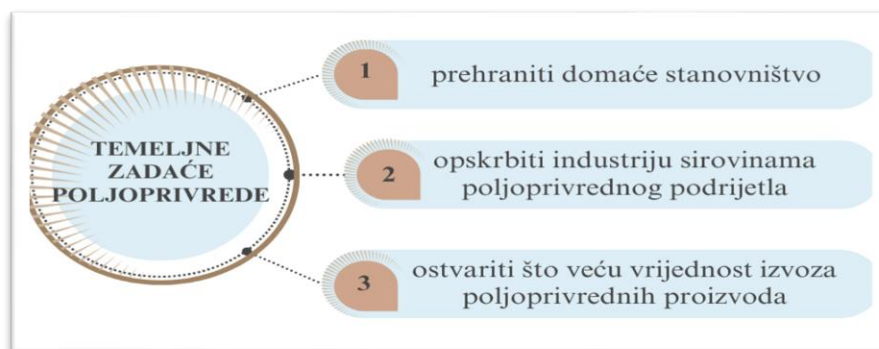 TEMELJNE
ZADAĆE
POLJOPRIVREDE
1
prehraniti domaće stanovništvo
2
opskrbiti industriju sirovinama
poljoprivrednog podrijetla
3
ostvariti što veću vrijednost izvoza
poljoprivrednih proizvoda